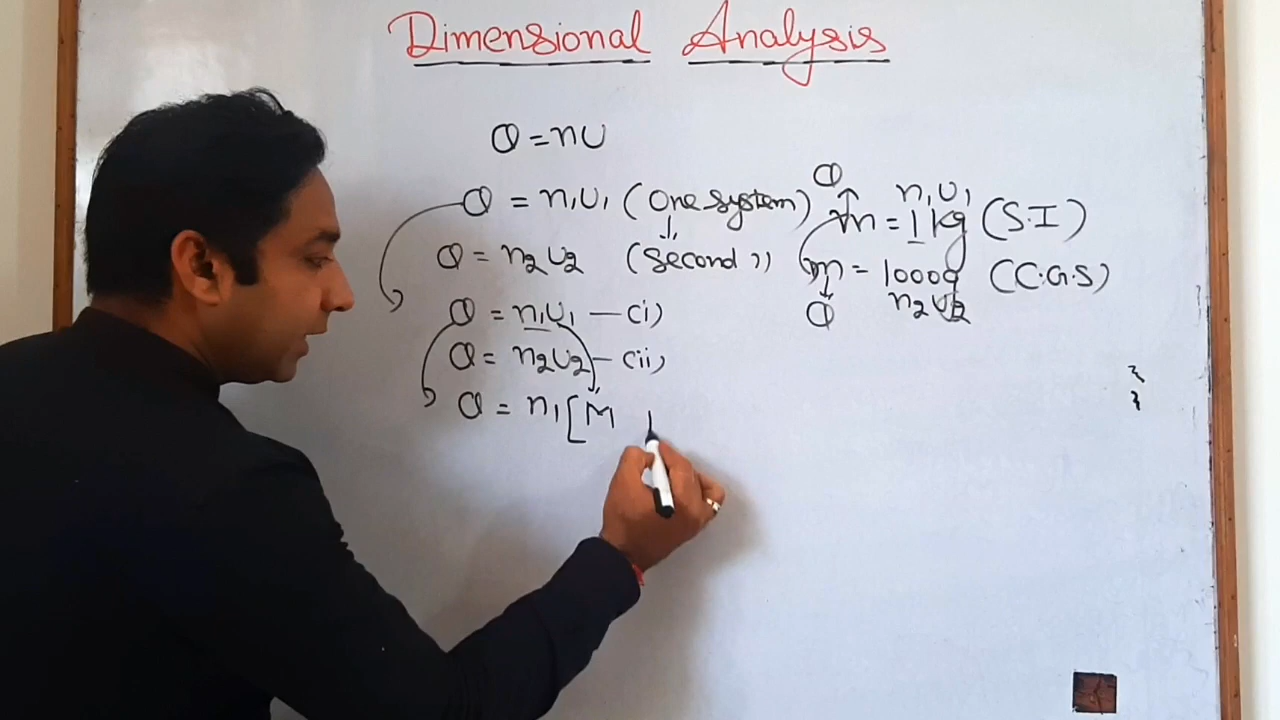 Dimensional Analysis
Q = nU
Q = n₁U₁ (One system)
Q = n₂U₂ (Second ")
Q = n₁U₁ — (i)
Q = n₂U₂ — (ii)
Q = n₁ [M
Q
n₁U₁
m = 1 kg (S.I)
m = 1000g (C.G.S)
Q
n₂U₂